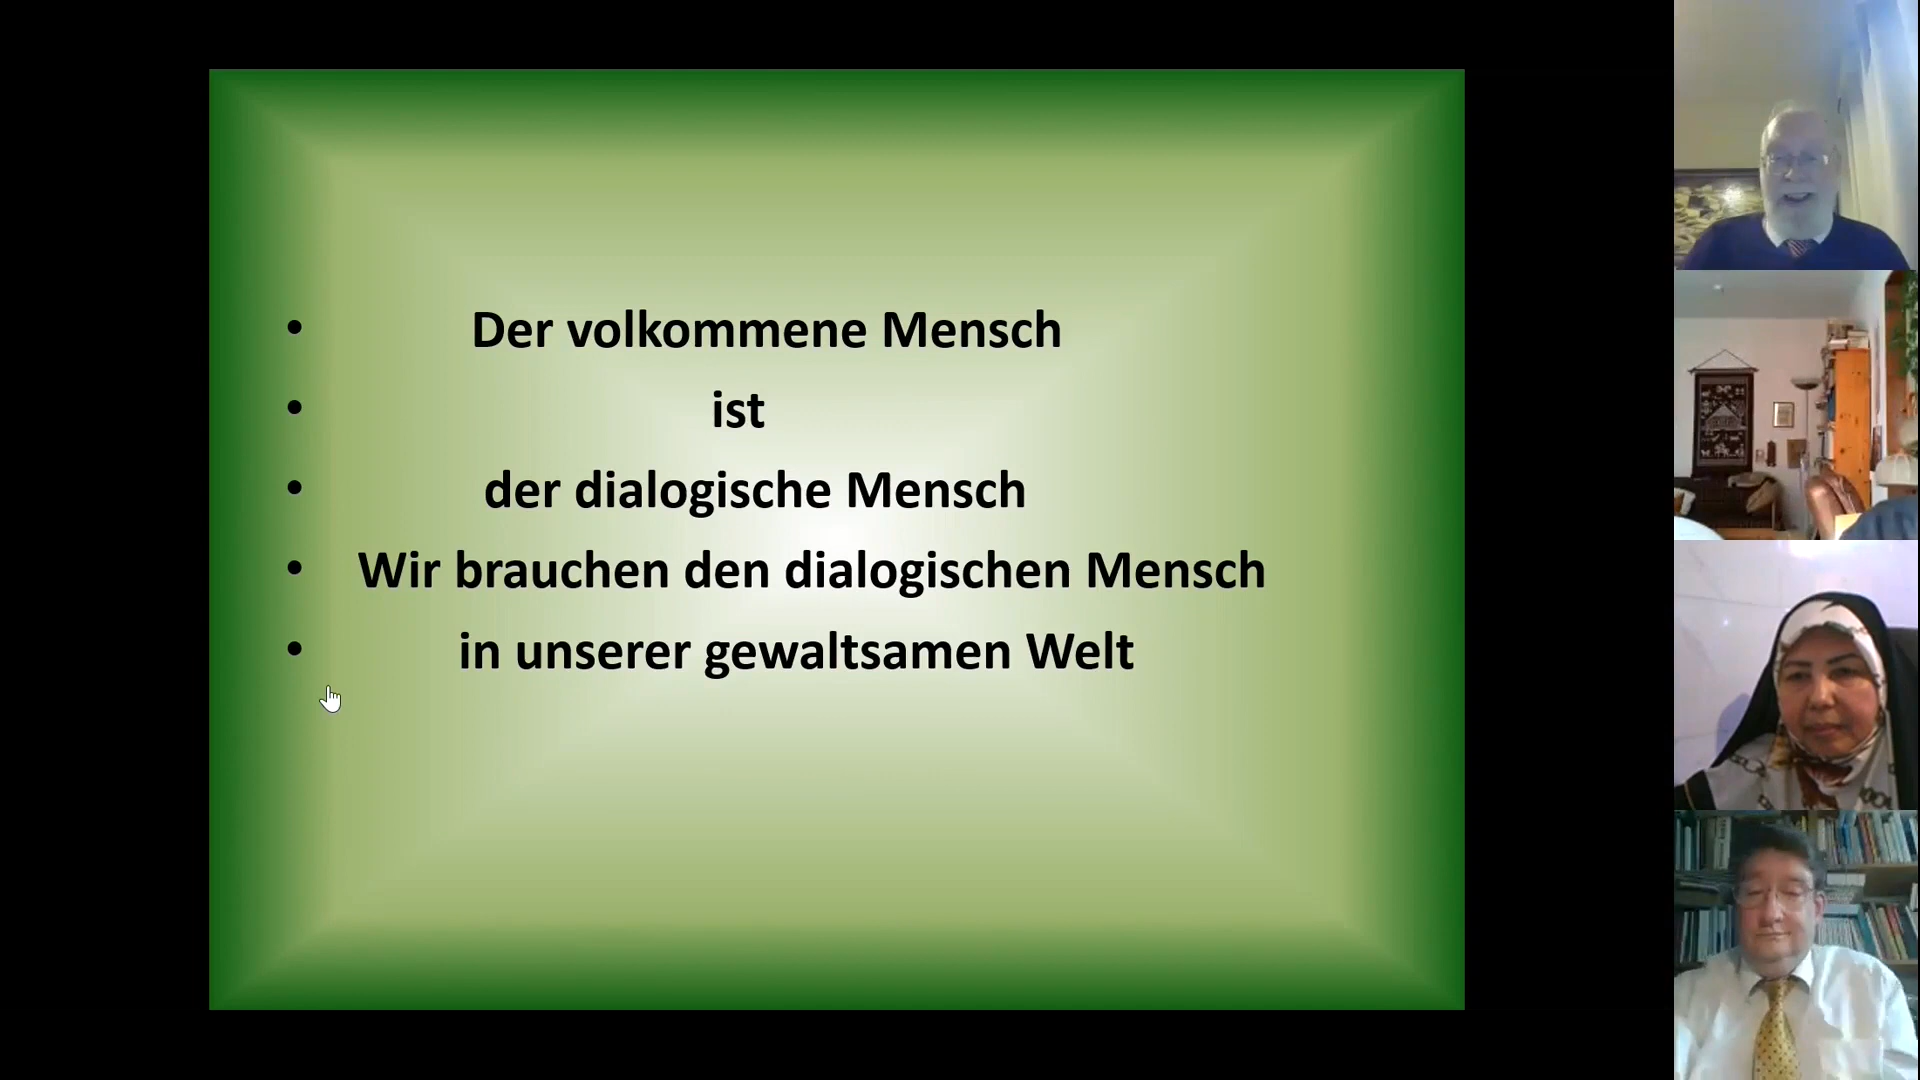 • Der volkommene Mensch
• ist
• der dialogische Mensch
• Wir brauchen den dialogischen Mensch
• in unserer gewaltsamen Welt